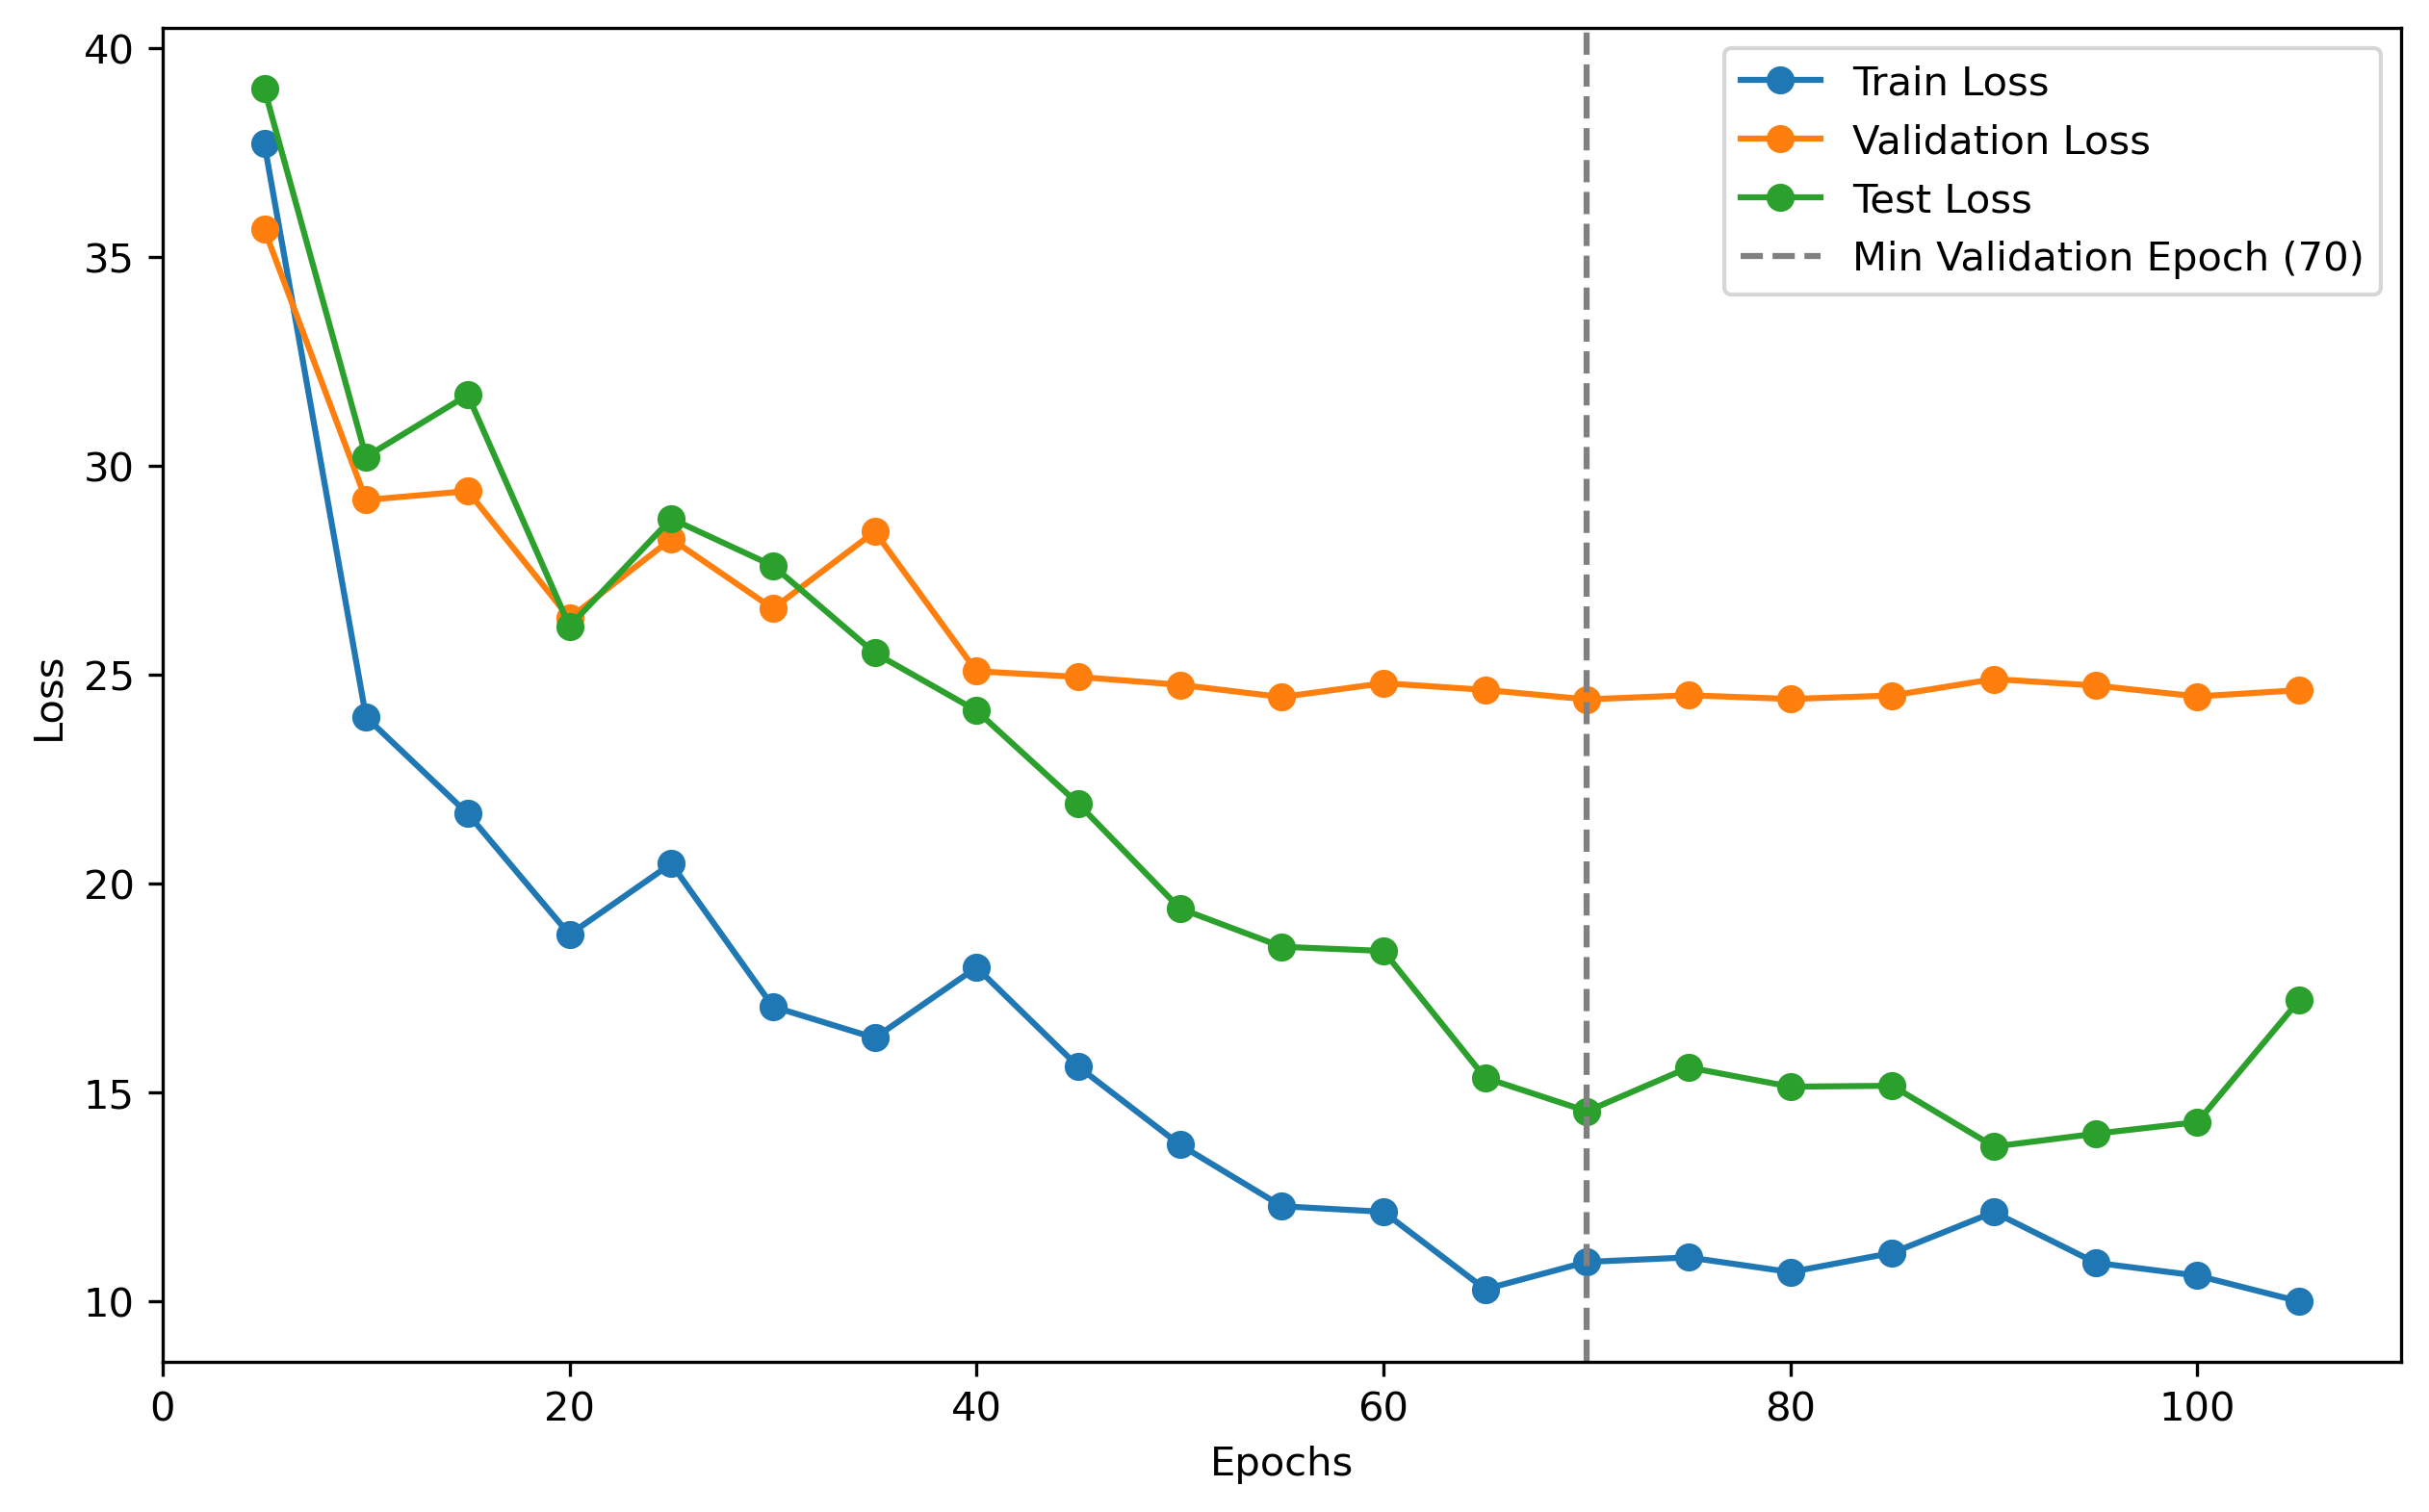 40
35
30
25
20
15
10
Loss
0 20 40 60 80 100
Epochs
Train Loss
Validation Loss
Test Loss
Min Validation Epoch (70)